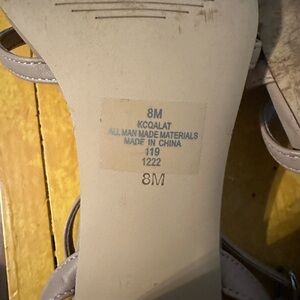 8M
KCOALAT
ALL MAN MADE MATERIALS
MADE IN CHINA
119
1222
8M